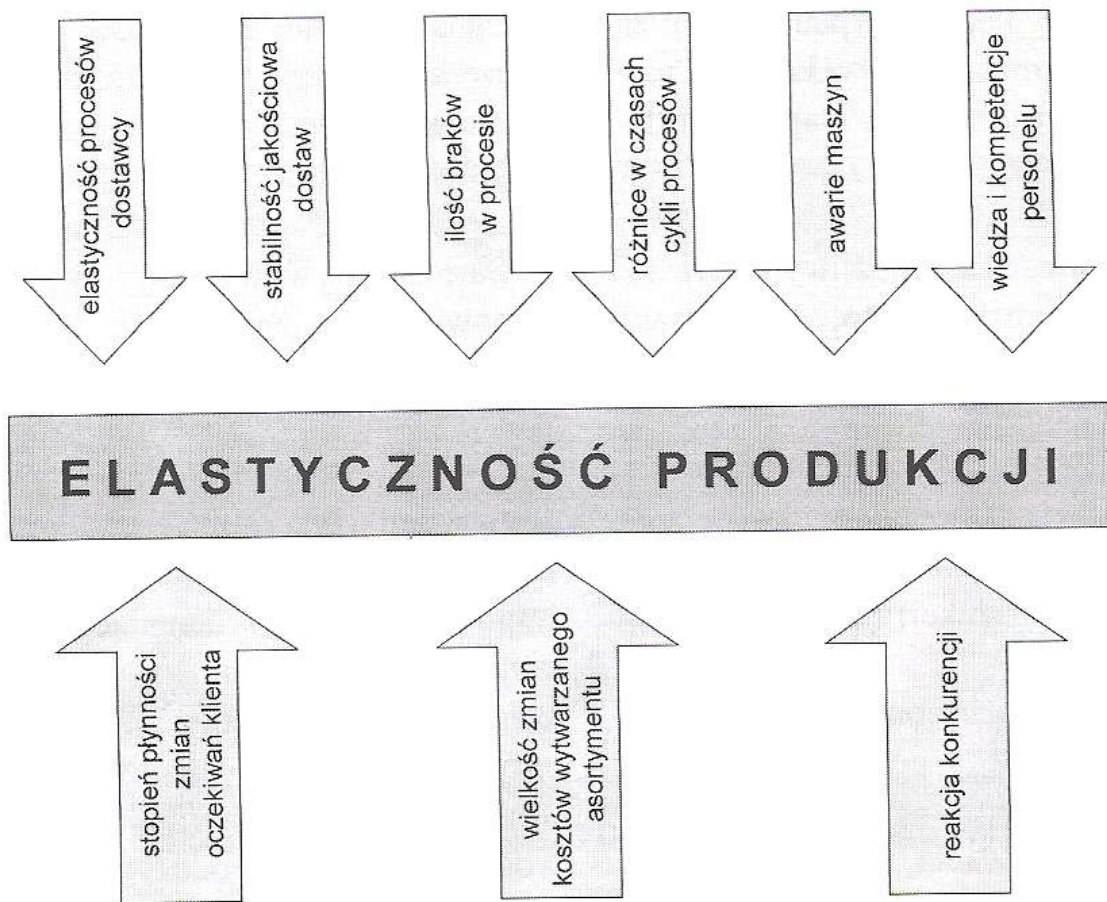 elastyczność procesów
dostawcy
stabilność jakościowa
dostaw
ilość braków
w procesie
różnice w czasach
cykli procesów
awarie maszyn
wiedza i kompetencje
personelu
ELASTYCZNOŚĆ PRODUKCJI
stopień płynności
zmian
oczekiwań klienta
wielkość zmian
kosztów wytwarzanego
asortymentu
reakcja konkurencji